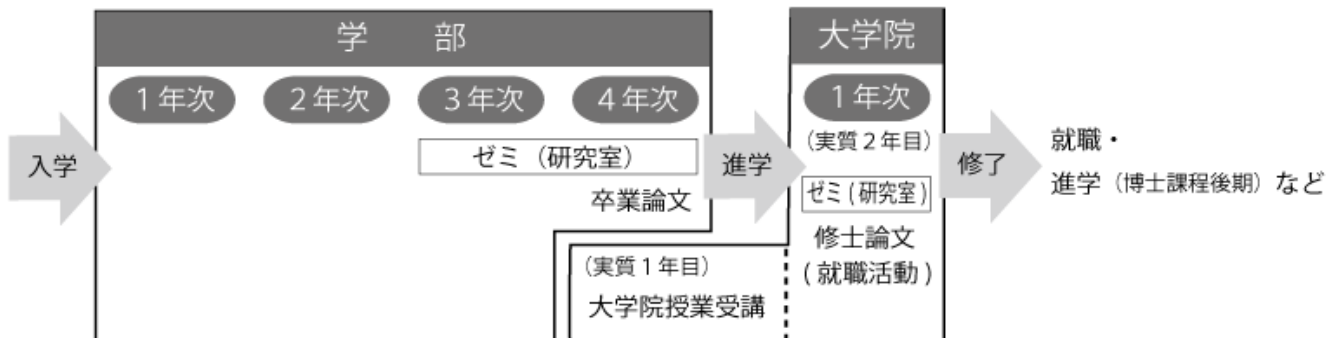 学　部
大学院
1年次
2年次
3年次
4年次
1年次
入学
ゼミ（研究室）
卒業論文
進学
（実質2年目）
ゼミ(研究室)
修士論文
(就職活動)
修了
就職・
進学（博士課程後期）など
（実質1年目）
大学院授業受講